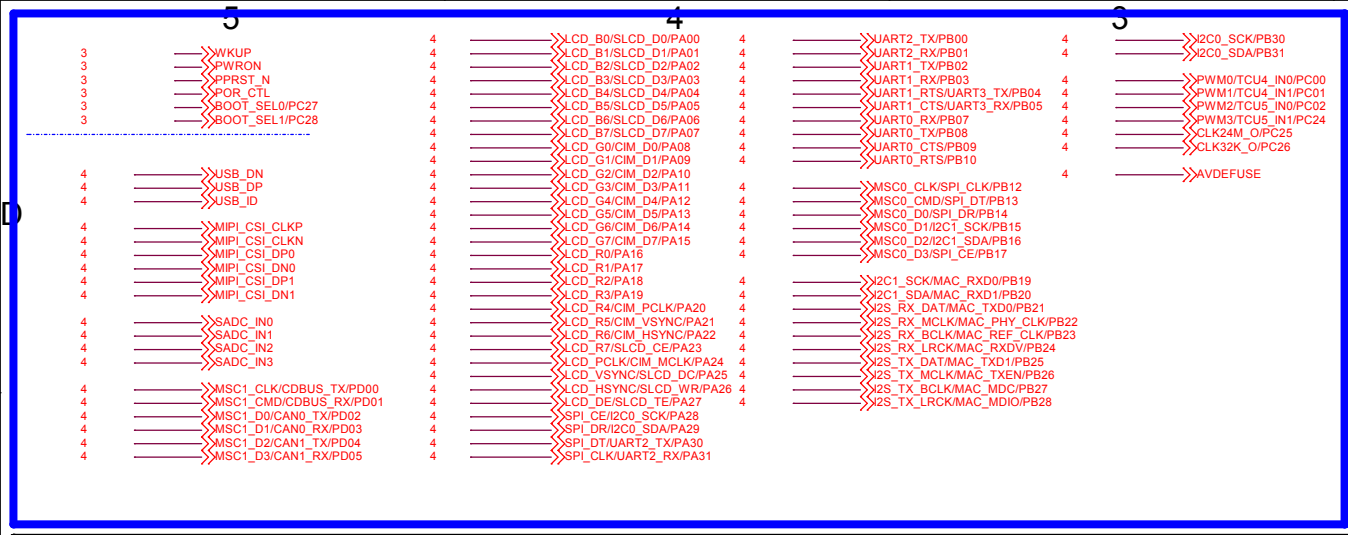 5 4 3
D
3 WKUP
3 PWRON
3 PPRST_N
3 POR_CTL
3 BOOT_SEL0/PC27
3 BOOT_SEL1/PC28
4 USB_DN
4 USB_DP
4 USB_ID
4 MIPI_CSI_CLKP
4 MIPI_CSI_CLKN
4 MIPI_CSI_DP0
4 MIPI_CSI_DN0
4 MIPI_CSI_DP1
4 MIPI_CSI_DN1
4 SADC_IN0
4 SADC_IN1
4 SADC_IN2
4 SADC_IN3
4 MSC1_CLK/CDBUS_TX/PD00
4 MSC1_CMD/CDBUS_RX/PD01
4 MSC1_D0/CAN0_TX/PD02
4 MSC1_D1/CAN0_RX/PD03
4 MSC1_D2/CAN1_TX/PD04
4 MSC1_D3/CAN1_RX/PD05
4 LCD_B0/SLCD_D0/PA00
4 LCD_B1/SLCD_D1/PA01
4 LCD_B2/SLCD_D2/PA02
4 LCD_B3/SLCD_D3/PA03
4 LCD_B4/SLCD_D4/PA04
4 LCD_B5/SLCD_D5/PA05
4 LCD_B6/SLCD_D6/PA06
4 LCD_B7/SLCD_D7/PA07
4 LCD_G0/CIM_D0/PA08
4 LCD_G1/CIM_D1/PA09
4 LCD_G2/CIM_D2/PA10
4 LCD_G3/CIM_D3/PA11
4 LCD_G4/CIM_D4/PA12
4 LCD_G5/CIM_D5/PA13
4 LCD_G6/CIM_D6/PA14
4 LCD_G7/CIM_D7/PA15
4 LCD_R0/PA16
4 LCD_R1/PA17
4 LCD_R2/PA18
4 LCD_R3/PA19
4 LCD_R4/CIM_PCLK/PA20
4 LCD_R5/CIM_VSYNC/PA21
4 LCD_R6/CIM_HSYNC/PA22
4 LCD_R7/SLCD_CE/PA23
4 LCD_PCLK/CIM_MCLK/PA24
4 LCD_VSYNC/SLCD_DC/PA25
4 LCD_HSYNC/SLCD_WR/PA26
4 LCD_DE/SLCD_TE/PA27
4 SPI_CE/I2C0_SCK/PA28
4 SPI_DR/I2C0_SDA/PA29
4 SPI_DT/UART2_TX/PA30
4 SPI_CLK/UART2_RX/PA31
4 UART2_TX/PB00
4 UART2_RX/PB01
4 UART1_TX/PB02
4 UART1_RX/PB03
4 UART1_RTS/UART3_TX/PB04
4 UART1_CTS/UART3_RX/PB05
4 UART0_RX/PB07
4 UART0_TX/PB08
4 UART0_CTS/PB09
4 UART0_RTS/PB10
4 MSC0_CLK/SPI_CLK/PB12
4 MSC0_CMD/SPI_DT/PB13
4 MSC0_D0/SPI_DR/PB14
4 MSC0_D1/I2C1_SCK/PB15
4 MSC0_D2/I2C1_SDA/PB16
4 MSC0_D3/SPI_CE/PB17
4 I2C1_SCK/MAC_RXD0/PB19
4 I2C1_SDA/MAC_RXD1/PB20
4 I2S_RX_DAT/MAC_TXD0/PB21
4 I2S_RX_MCLK/MAC_PHY_CLK/PB22
4 I2S_RX_BCLK/MAC_REF_CLK/PB23
4 I2S_RX_LRCK/MAC_RXDV/PB24
4 I2S_TX_DAT/MAC_TXD1/PB25
4 I2S_TX_MCLK/MAC_TXEN/PB26
4 I2S_TX_BCLK/MAC_MDC/PB27
4 I2S_TX_LRCK/MAC_MDIO/PB28
4 I2C0_SCK/PB30
4 I2C0_SDA/PB31
4 PWM0/TCU4_IN0/PC00
4 PWM1/TCU4_IN1/PC01
4 PWM2/TCU5_IN0/PC02
4 PWM3/TCU5_IN1/PC24
4 CLK24M_O/PC25
4 CLK32K_O/PC26
4 AVDEFUSE